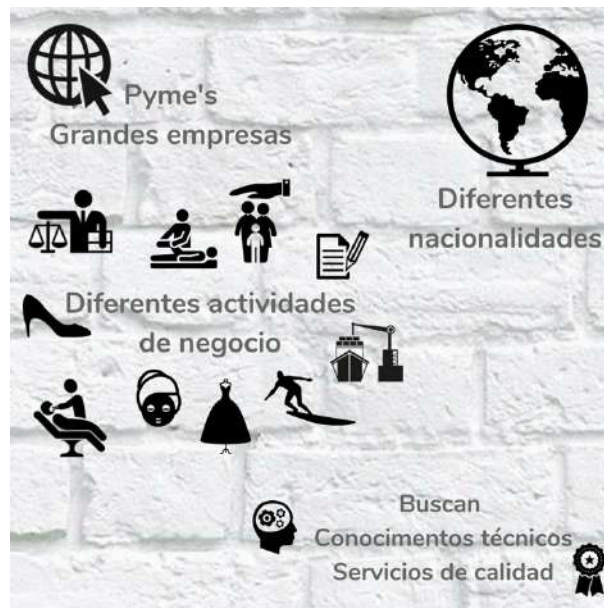 Pyme's
Grandes empresas
Diferentes
nacionalidades
Diferentes actividades
de negocio
Buscan
Conocimentos técnicos
Servicios de calidad